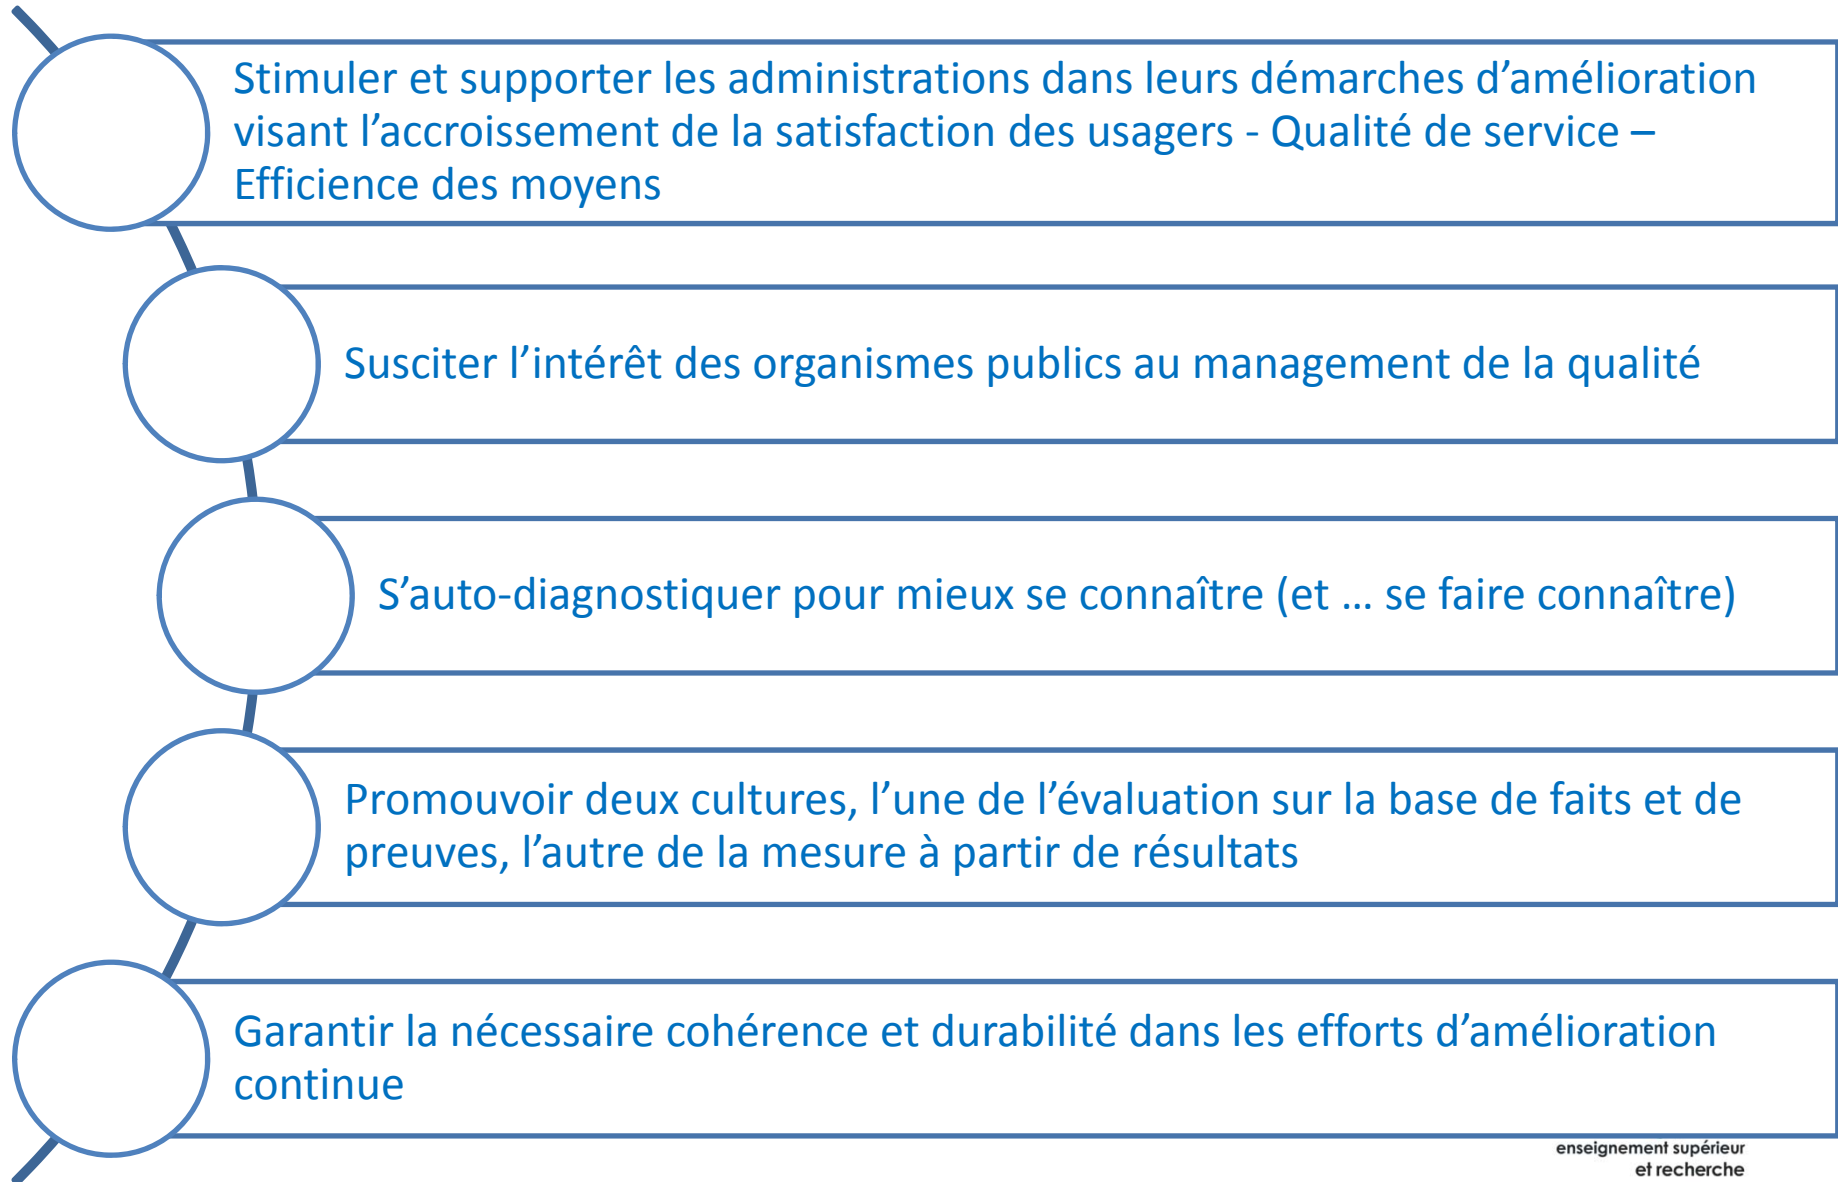 Stimuler et supporter les administrations dans leurs démarches d’amélioration
visant l’accroissement de la satisfaction des usagers - Qualité de service –
Efficience des moyens
Susciter l’intérêt des organismes publics au management de la qualité
S’auto-diagnostiquer pour mieux se connaître (et … se faire connaître)
Promouvoir deux cultures, l’une de l’évaluation sur la base de faits et de
preuves, l’autre de la mesure à partir de résultats
Garantir la nécessaire cohérence et durabilité dans les efforts d’amélioration
continue
enseignement supérieur
et recherche